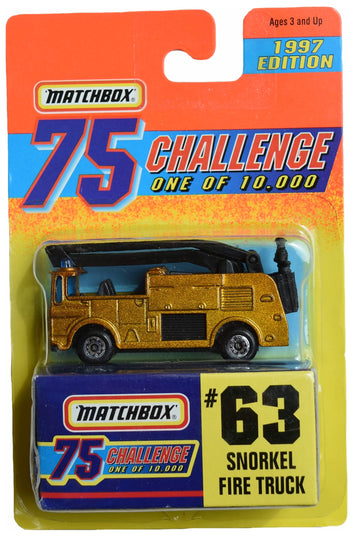 Ages 3 and Up
1997
EDITION
MATCHBOX®
75 CHALLENGE
ONE OF 10,000
MATCHBOX®
75 CHALLENGE
ONE OF 10,000
#63
SNORKEL
FIRE TRUCK